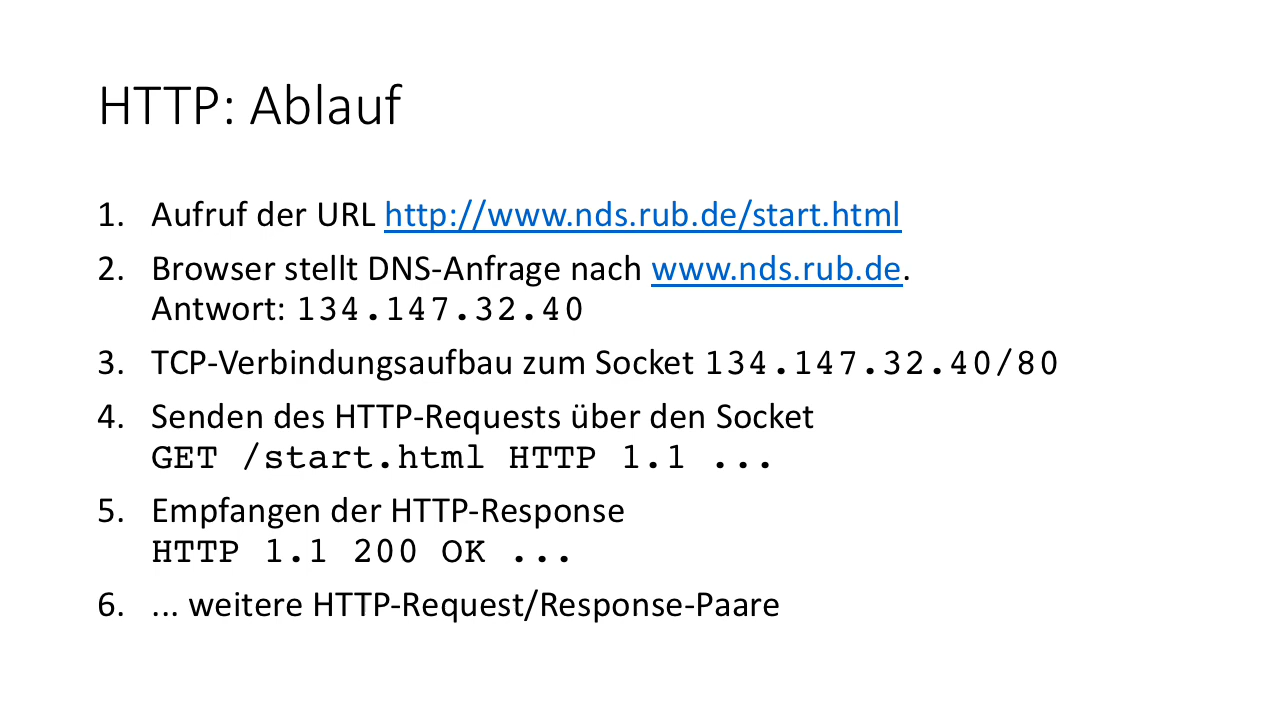 HTTP: Ablauf
1. Aufruf der URL http://www.nds.rub.de/start.html
2. Browser stellt DNS-Anfrage nach www.nds.rub.de.
Antwort: 134.147.32.40
3. TCP-Verbindungsaufbau zum Socket 134.147.32.40/80
4. Senden des HTTP-Requests über den Socket
GET /start.html HTTP 1.1 ...
5. Empfangen der HTTP-Response
HTTP 1.1 200 OK ...
6. ... weitere HTTP-Request/Response-Paare